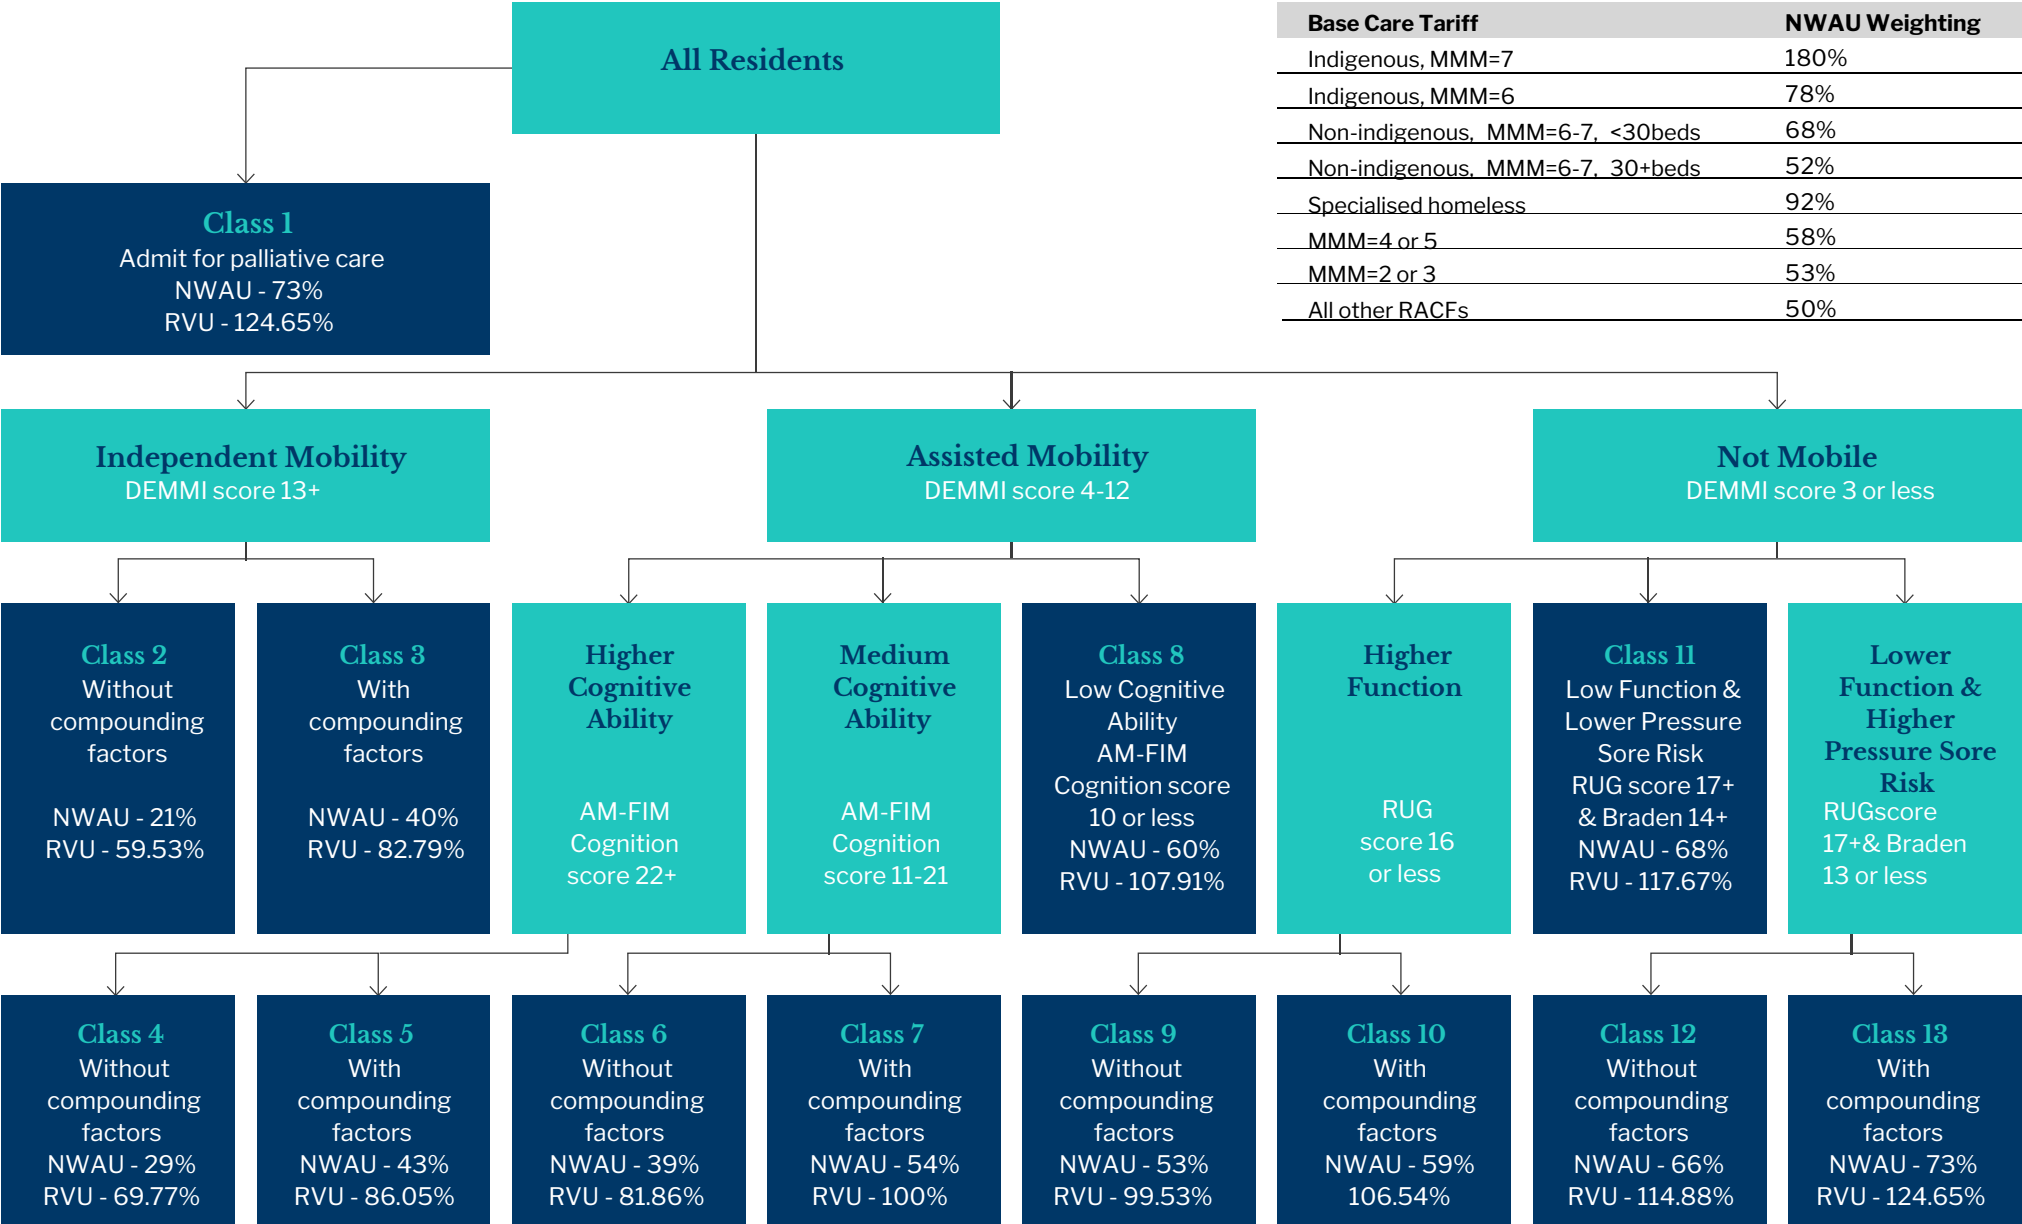 All Residents
Base Care Tariff NWAU Weighting
Indigenous, MMM=7 180%
Indigenous, MMM=6 78%
Non-indigenous, MMM=6-7, <30beds 68%
Non-indigenous, MMM=6-7, 30+beds 52%
Specialised homeless 92%
MMM=4 or 5 58%
MMM=2 or 3 53%
All other RACFs 50%
Class 1
Admit for palliative care
NWAU - 73%
RVU - 124.65%
Independent Mobility
DEMMI score 13+
Assisted Mobility
DEMMI score 4-12
Not Mobile
DEMMI score 3 or less
Class 2
Without
compounding
factors
NWAU - 21%
RVU - 59.53%
Class 3
With
compounding
factors
NWAU - 40%
RVU - 82.79%
Higher
Cognitive
Ability
AM-FIM
Cognition
score 22+
Medium
Cognitive
Ability
AM-FIM
Cognition
score 11-21
Class 8
Low Cognitive
Ability
AM-FIM
Cognition score
10 or less
NWAU - 60%
RVU - 107.91%
Higher
Function
RUG
score 16
or less
Class 11
Low Function &
Lower Pressure
Sore Risk
RUG score 17+
& Braden 14+
NWAU - 68%
RVU - 117.67%
Lower
Function &
Higher
Pressure Sore
Risk
RUGscore
17+& Braden
13 or less
Class 4
Without
compounding
factors
NWAU - 29%
RVU - 69.77%
Class 5
With
compounding
factors
NWAU - 43%
RVU - 86.05%
Class 6
Without
compounding
factors
NWAU - 39%
RVU - 81.86%
Class 7
With
compounding
factors
NWAU - 54%
RVU - 100%
Class 9
Without
compounding
factors
NWAU - 53%
RVU - 99.53%
Class 10
With
compounding
factors
NWAU - 59%
106.54%
Class 12
Without
compounding
factors
NWAU - 66%
RVU - 114.88%
Class 13
With
compounding
factors
NWAU - 73%
RVU - 124.65%